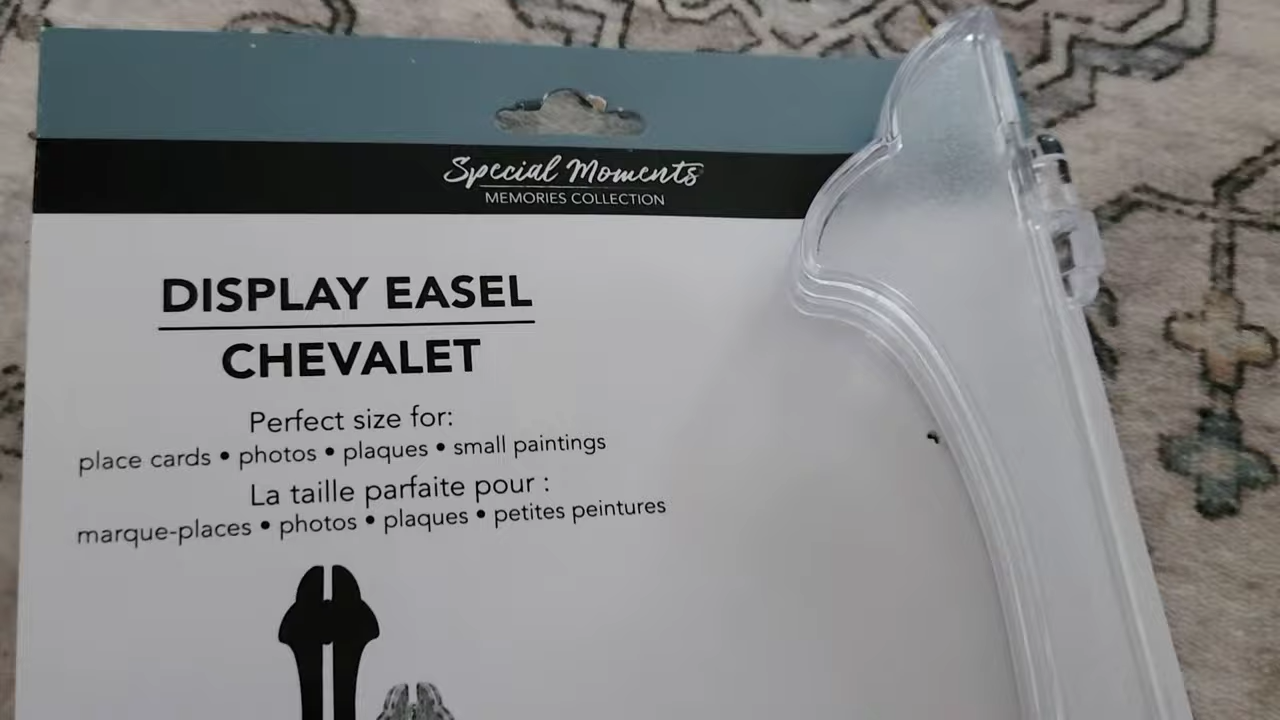 Special Moments
MEMORIES COLLECTION
DISPLAY EASEL
CHEVALET
Perfect size for:
place cards • photos • plaques • small paintings
La taille parfaite pour :
marque-places • photos • plaques • petites peintures